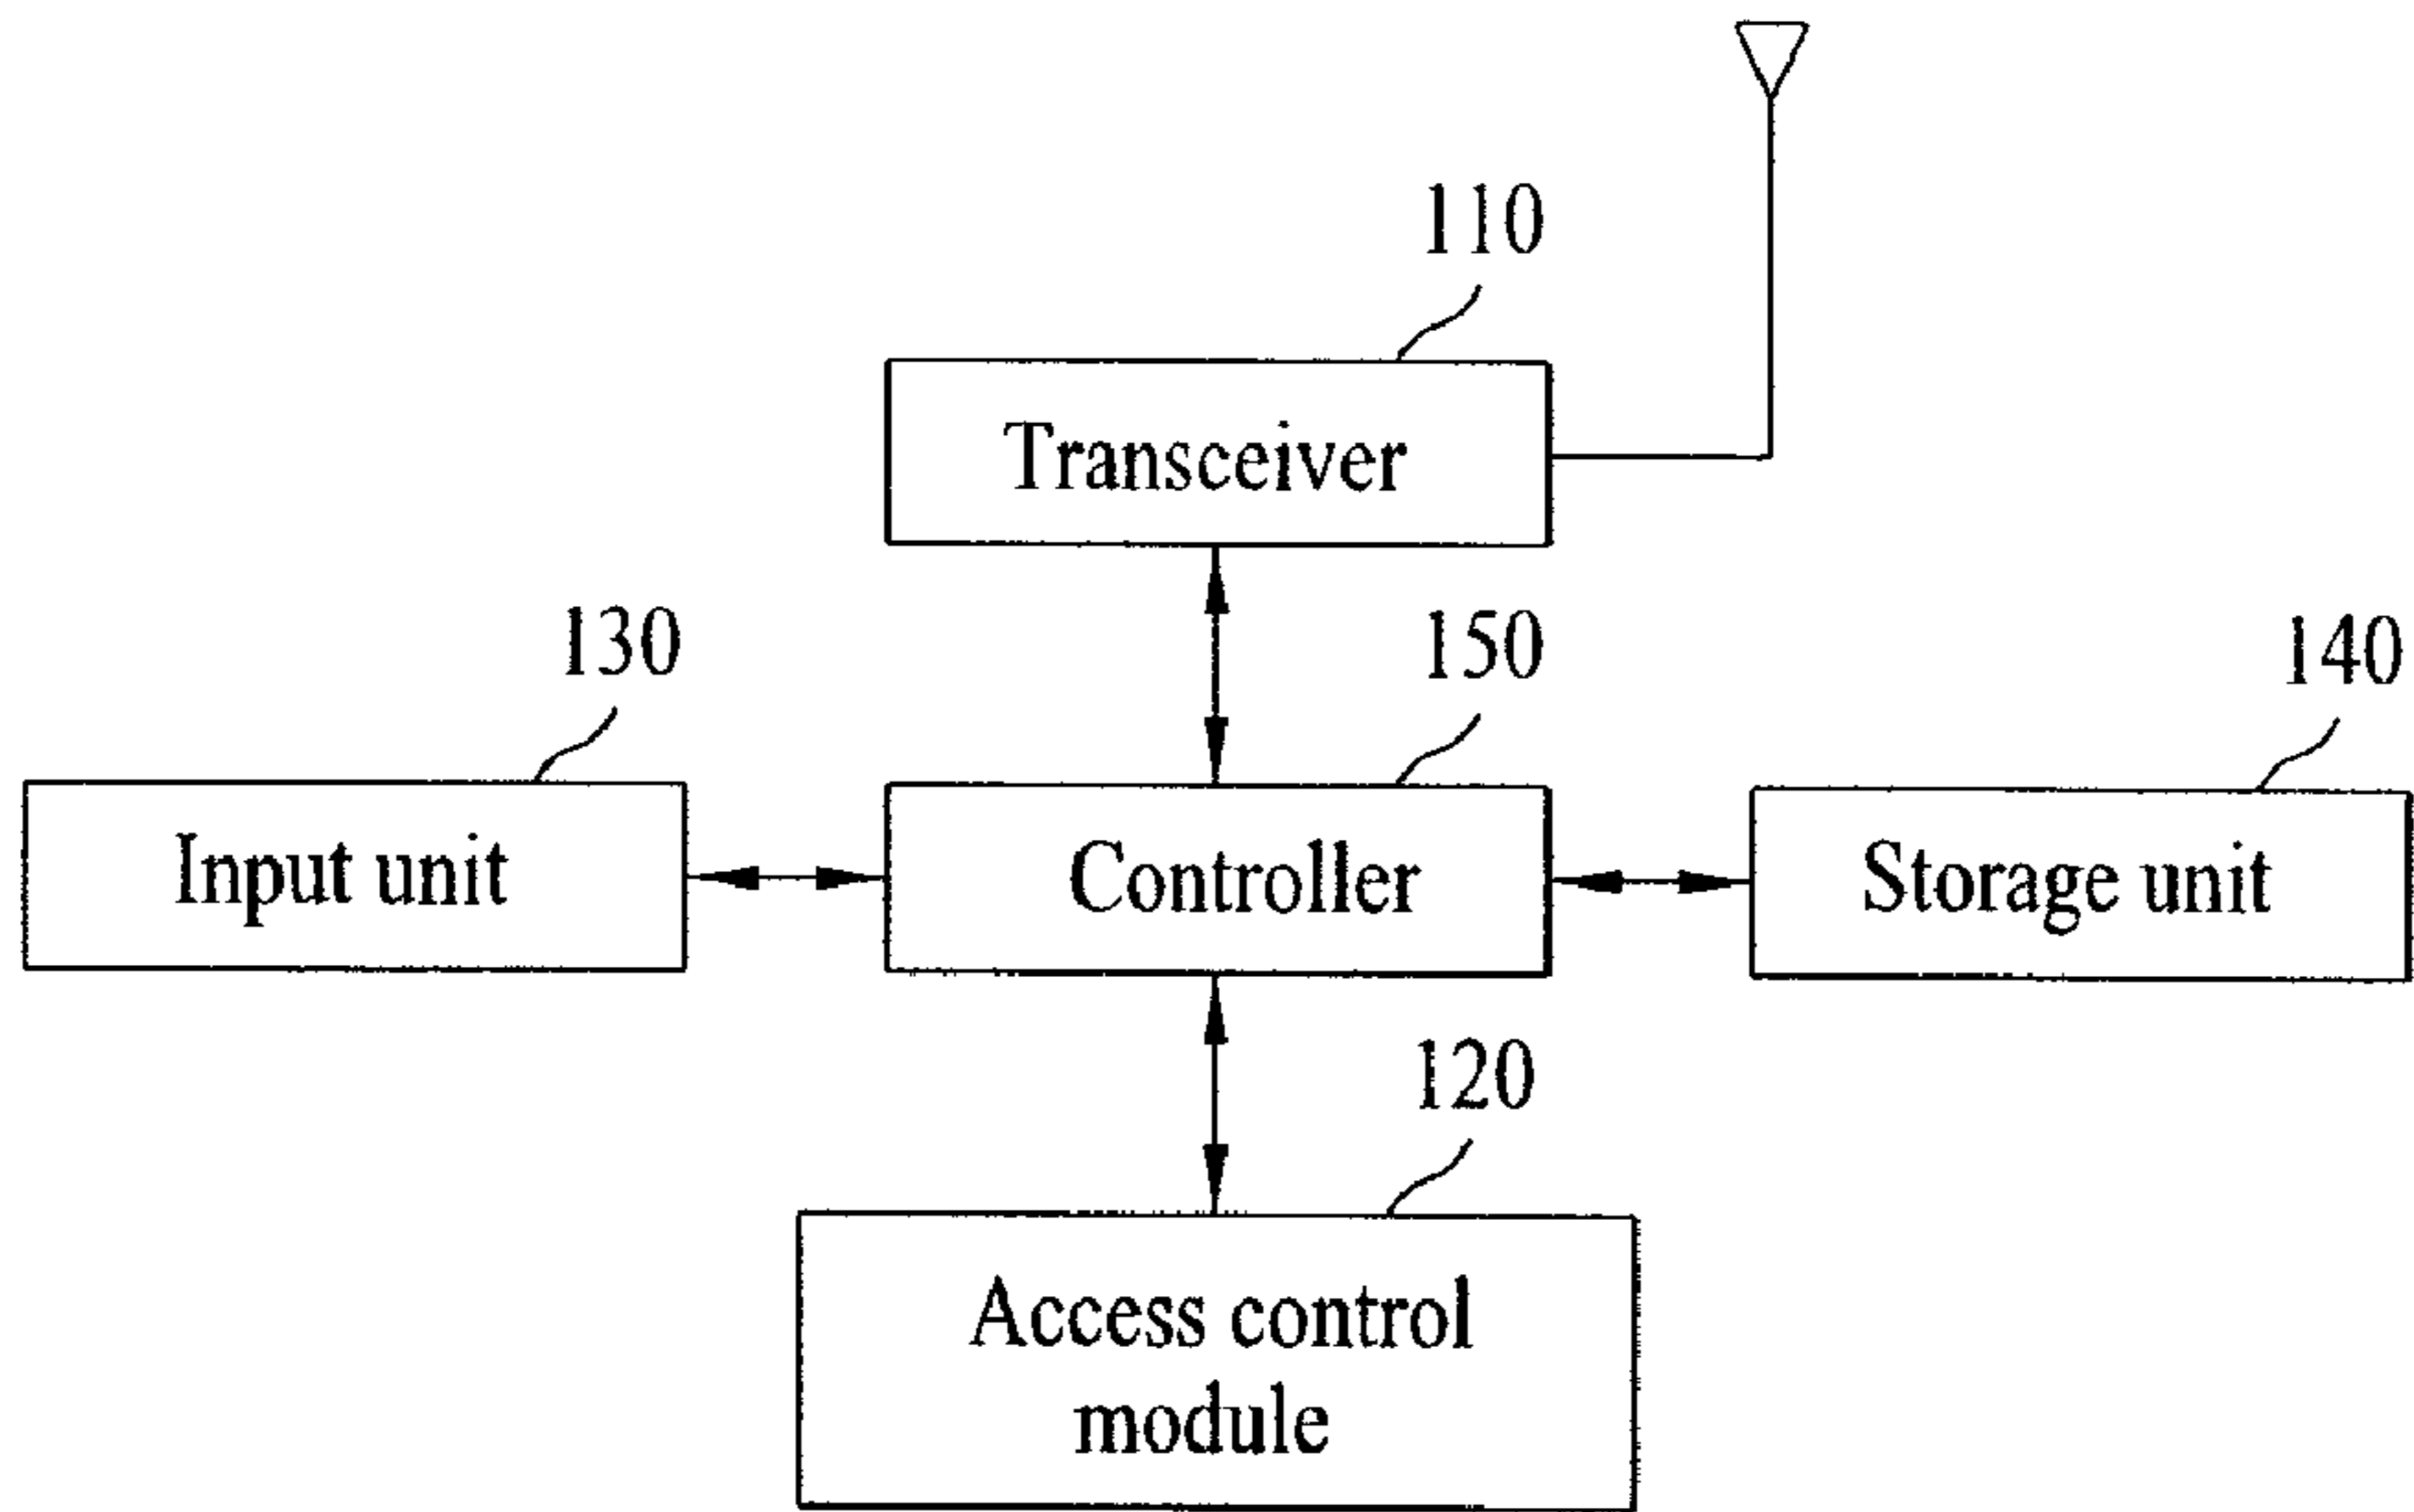 110
Transceiver
130
150
140
Input unit
Controller
Storage unit
120
Access control
module